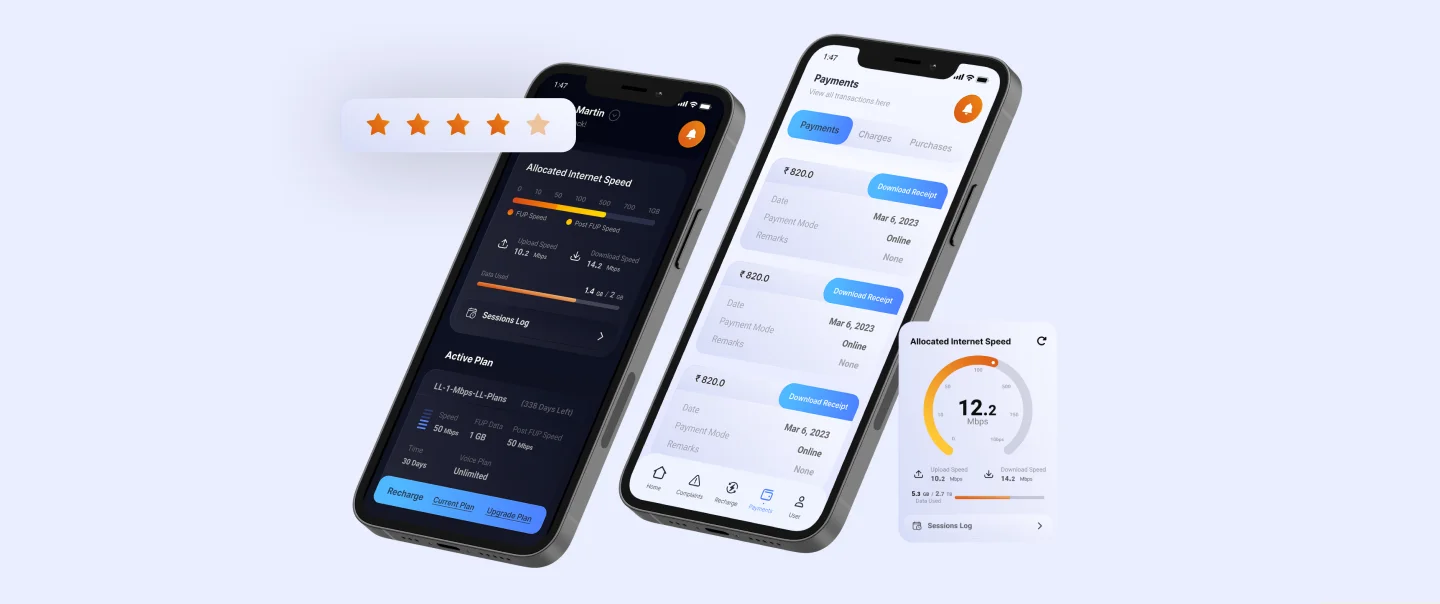 1:47
Martin
Allocated Internet Speed
0 10 50 100 500 700 1GB
FUP Speed Post FUP Speed
Upload Speed Download Speed
10.2 Mbps 14.2 Mbps
Data Used 1.4 GB / 2 GB
Sessions Log
Active Plan
LL-1-Mbps-LL-Plans (338 Days Left)
Speed FUP Data Post FUP Speed
50 Mbps 1 GB 50 Mbps
Time Voice Plan
30 Days Unlimited
Recharge Current Plan Upgrade Plan
1:47
Payments
View all transactions here
Payments Charges Purchases
₹ 820.0 Download Receipt
Date Mar 6, 2023
Payment Mode Online
Remarks None
₹ 820.0 Download Receipt
Date Mar 6, 2023
Payment Mode Online
Remarks None
₹ 820.0 Download Receipt
Date Mar 6, 2023
Payment Mode Online
Remarks None
Home Complaints Recharge Payments User
Allocated Internet Speed
100
50 500
12.2
10 700
Mbps
0 1Gbps
Upload Speed Download Speed
10.2 Mbps 14.2 Mbps
5.3 GB / 2.7 TB
Data Used
Sessions Log